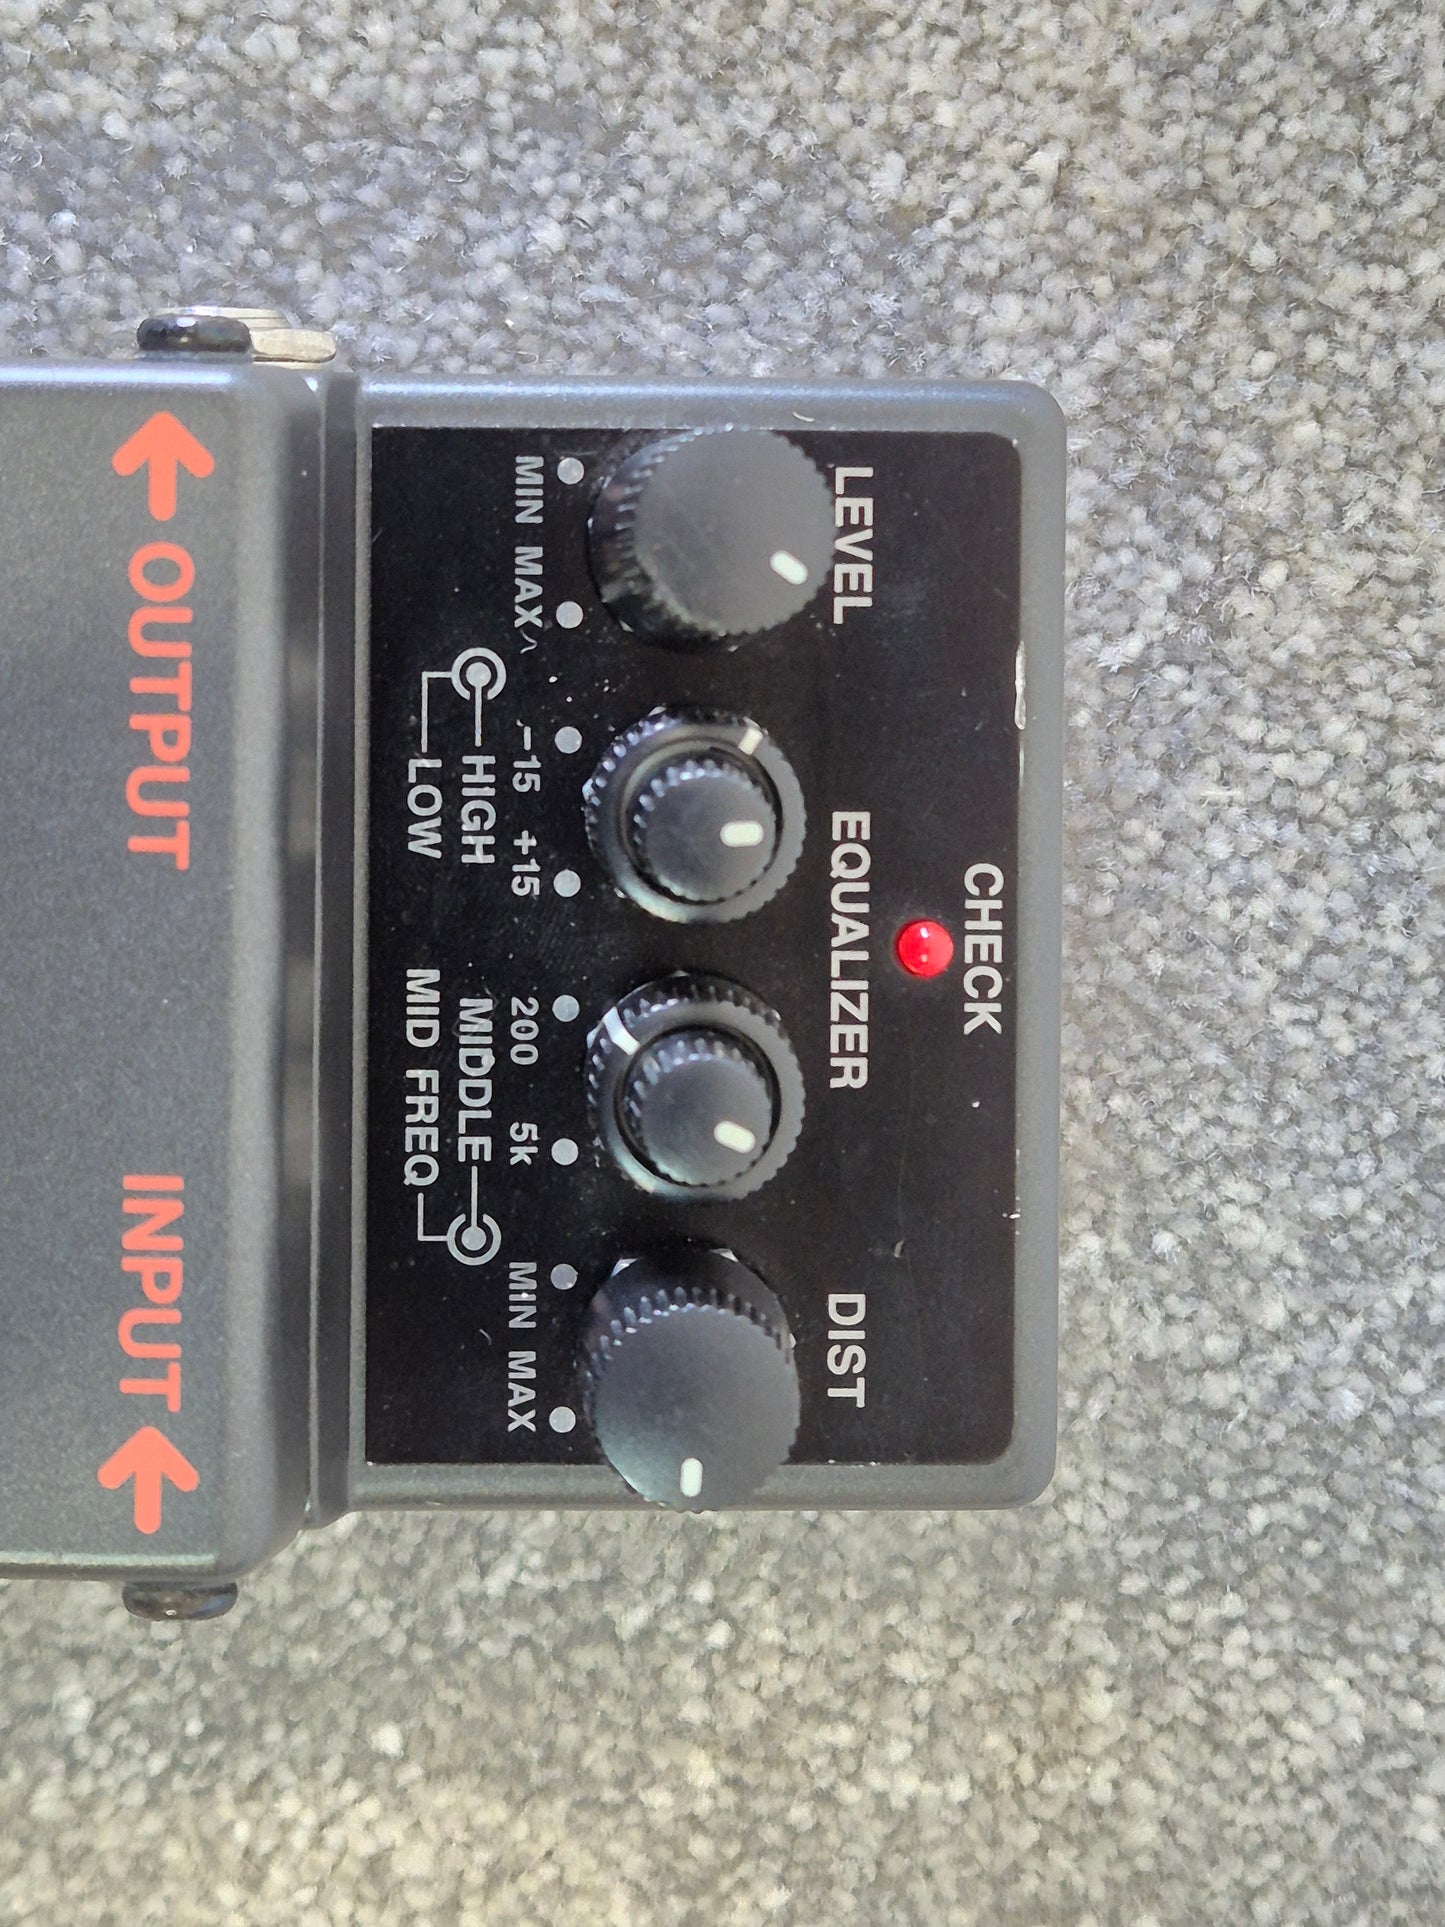 CHECK
LEVEL EQUALIZER DIST
MIN MAX -15 +15 200 5k MIN MAX
HIGH MIDDLE
LOW MID FREQ
OUTPUT INPUT